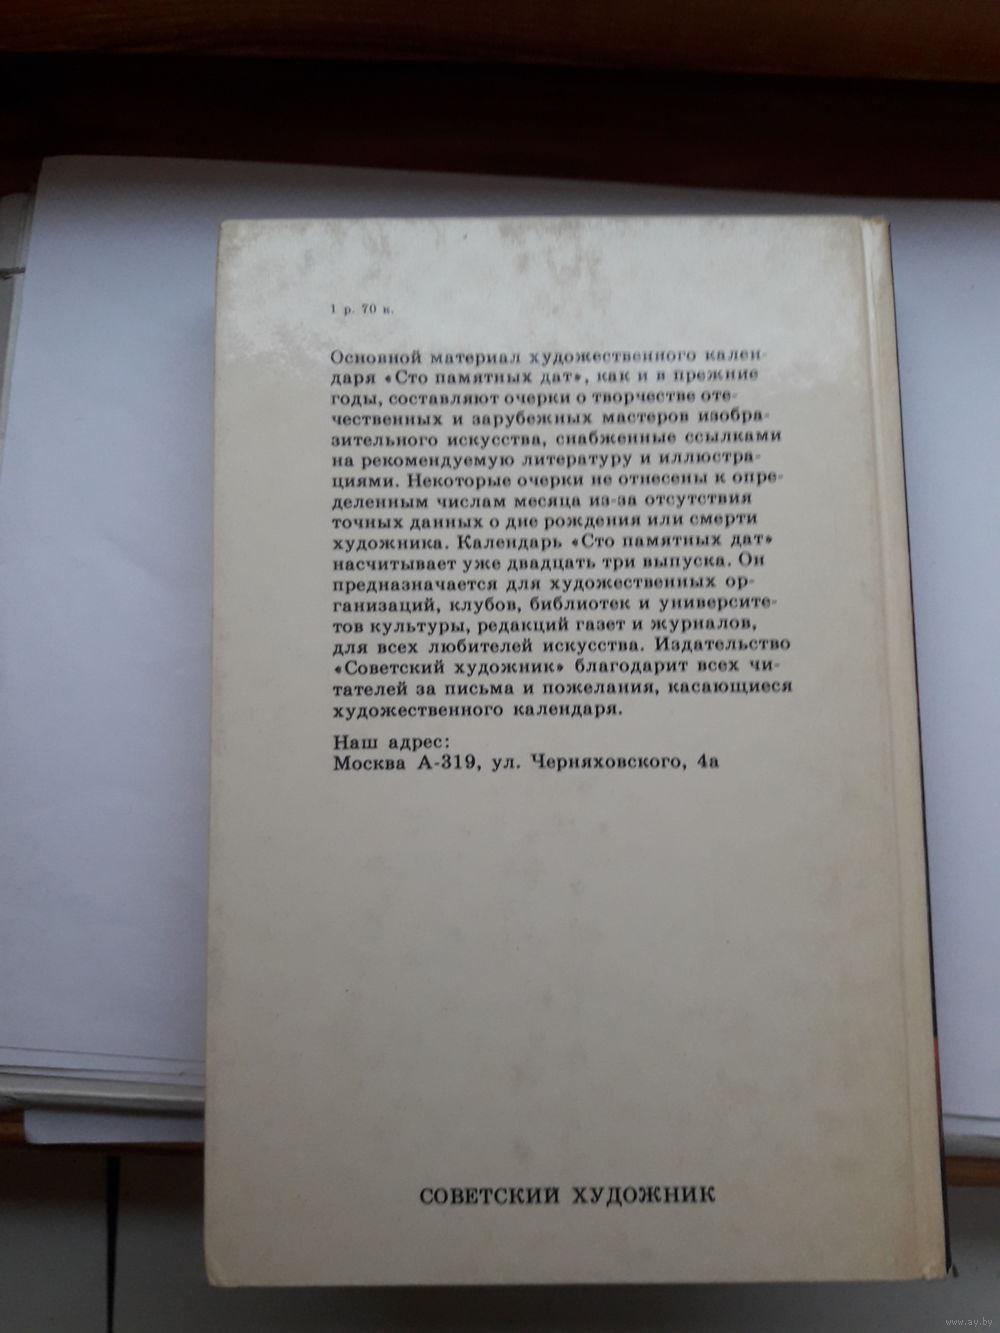 1 р. 70 к.
Основной материал художественного кален-
даря «Сто памятных дат», как и в прежние
годы, составляют очерки о творчестве оте-
чественных и зарубежных мастеров изобра-
зительного искусства, снабженные ссылками
на рекомендуемую литературу и иллюстра-
циями. Некоторые очерки не отнесены к опре-
деленным числам месяца из-за отсутствия
точных данных о дне рождения или смерти
художника. Календарь «Сто памятных дат»
насчитывает уже двадцать три выпуска. Он
предназначается для художественных ор-
ганизаций, клубов, библиотек и университе-
тов культуры, редакций газет и журналов,
для всех любителей искусства. Издательство
«Советский художник» благодарит всех чи-
тателей за письма и пожелания, касающиеся
художественного календаря.
Наш адрес:
Москва А-319, ул. Черняховского, 4а
СОВЕТСКИЙ ХУДОЖНИК
www.ay.by